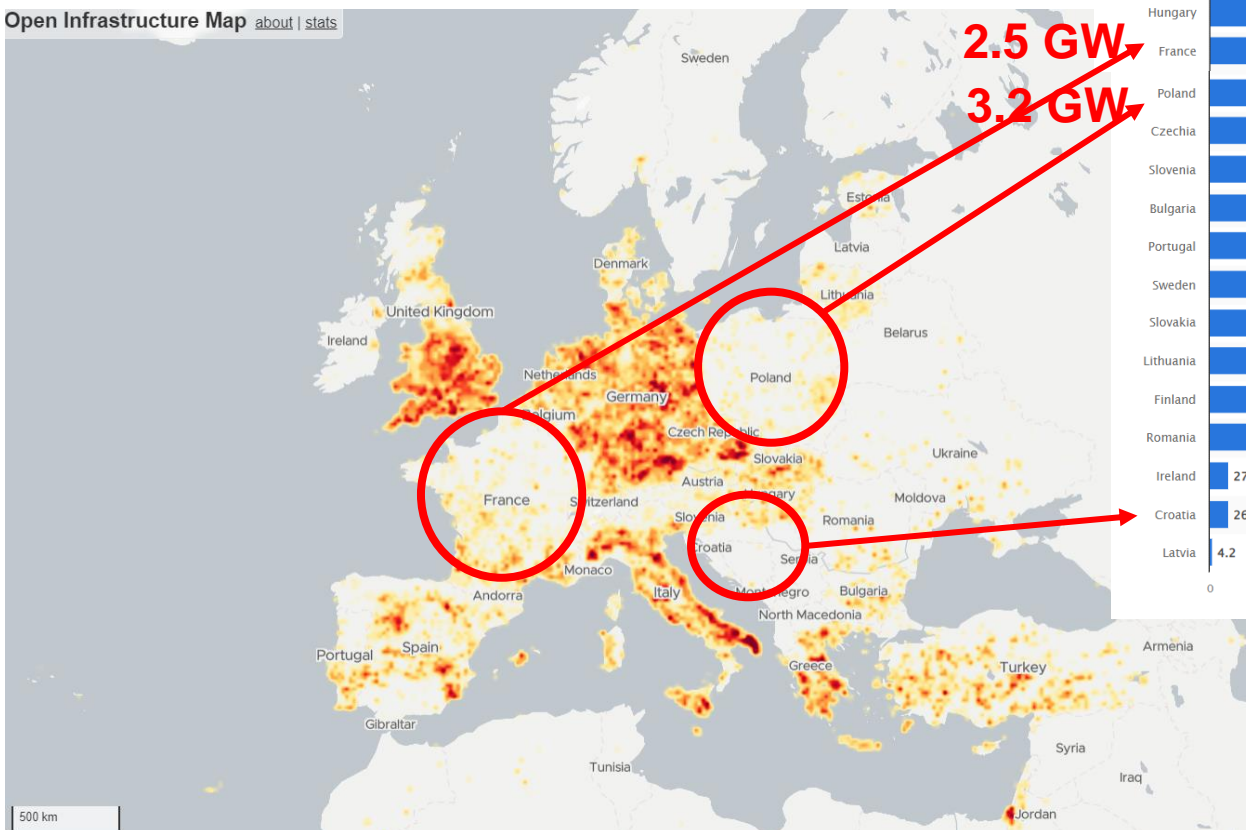 Open Infrastructure Map about | stats
2.5 GW
3.2 GW
Hungary
France
Poland
Czechia
Slovenia
Bulgaria
Portugal
Sweden
Slovakia
Lithuania
Finland
Romania
Ireland 27
Croatia 26
Latvia 4.2
0
Sweden
Estonia
Latvia
Denmark
Lithuania
United Kingdom
Belarus
Ireland
Netherlands
Poland
Germany
Belgium
Czech Republic
Ukraine
Slovakia
Austria
France
Switzerland
Hungary
Moldova
Slovenia
Romania
Croatia
Serbia
Monaco
Andorra
Italy
Montenegro
Bulgaria
North Macedonia
Portugal
Spain
Armenia
Greece
Turkey
Gibraltar
Syria
Tunisia
Iraq
Jordan
500 km